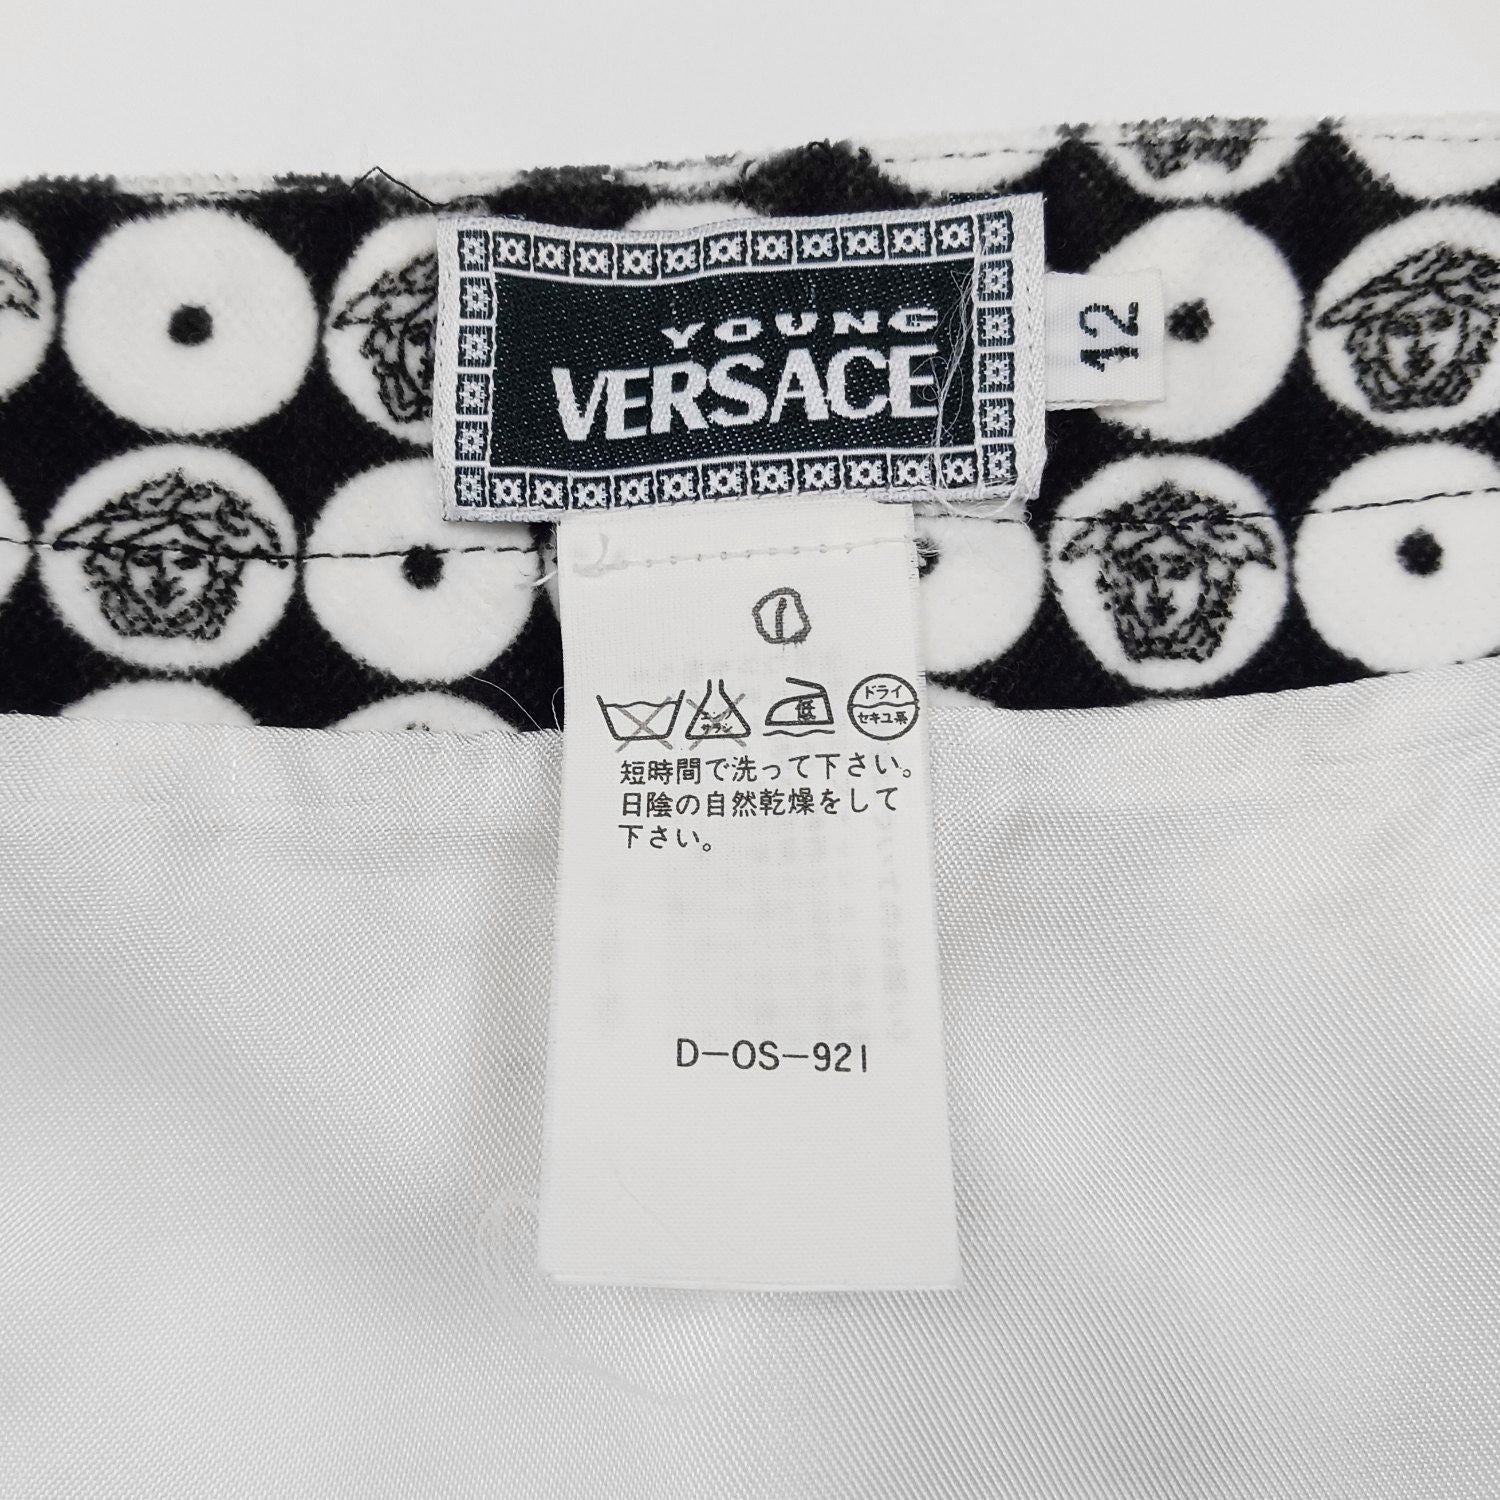 YOUNG
VERSACE
12
1
エンソ
サラシ
低
ドライ
セキユ系
短時間で洗って下さい。
日陰の自然乾燥をして
下さい。
D-OS-921